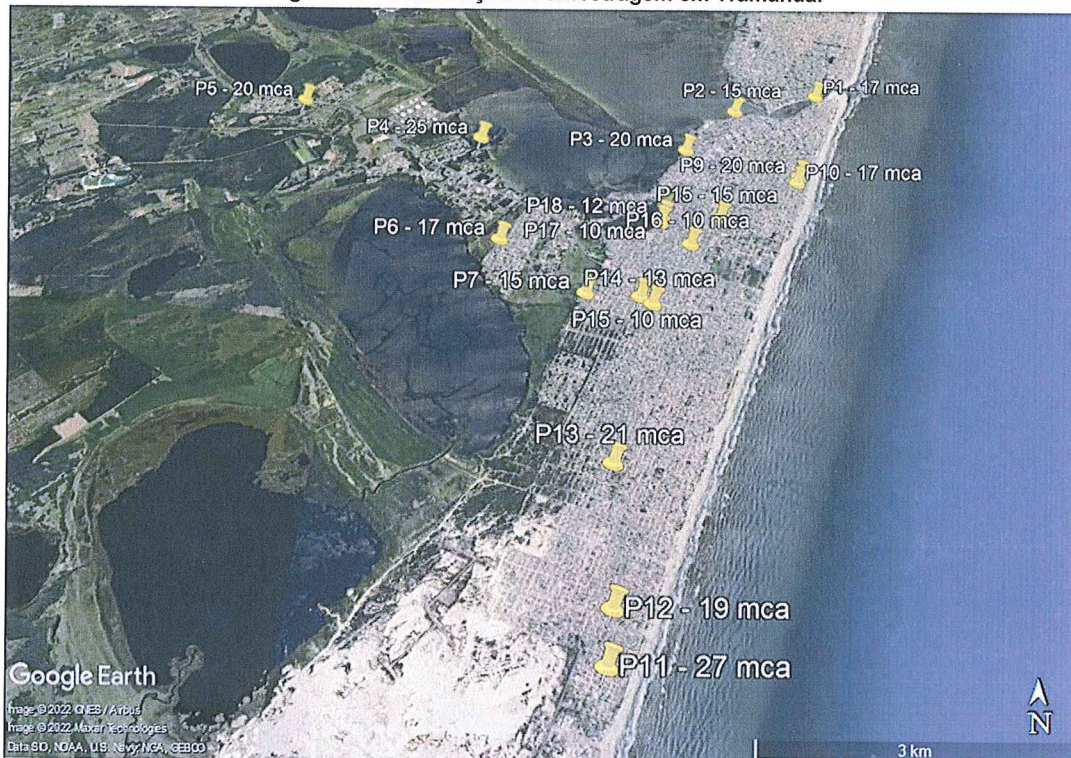 P5 - 20 mca
P2 - 15 mca
P1 - 17 mca
P4 - 25 mca
P3 - 20 mca
P9 - 20 mca
P10 - 17 mca
P18 - 12 mca
P15 - 15 mca
P6 - 17 mca
P17 - 10 mca
P16 - 10 mca
P7 - 15 mca
P14 - 13 mca
P15 - 10 mca
P13 - 21 mca
P12 - 19 mca
P11 - 27 mca
Google Earth
Image © 2022 CNES / Airbus
Image © 2022 Maxar Technologies
Data SIO, NOAA, U.S. Navy, NGA, GEBCO
N
3 km